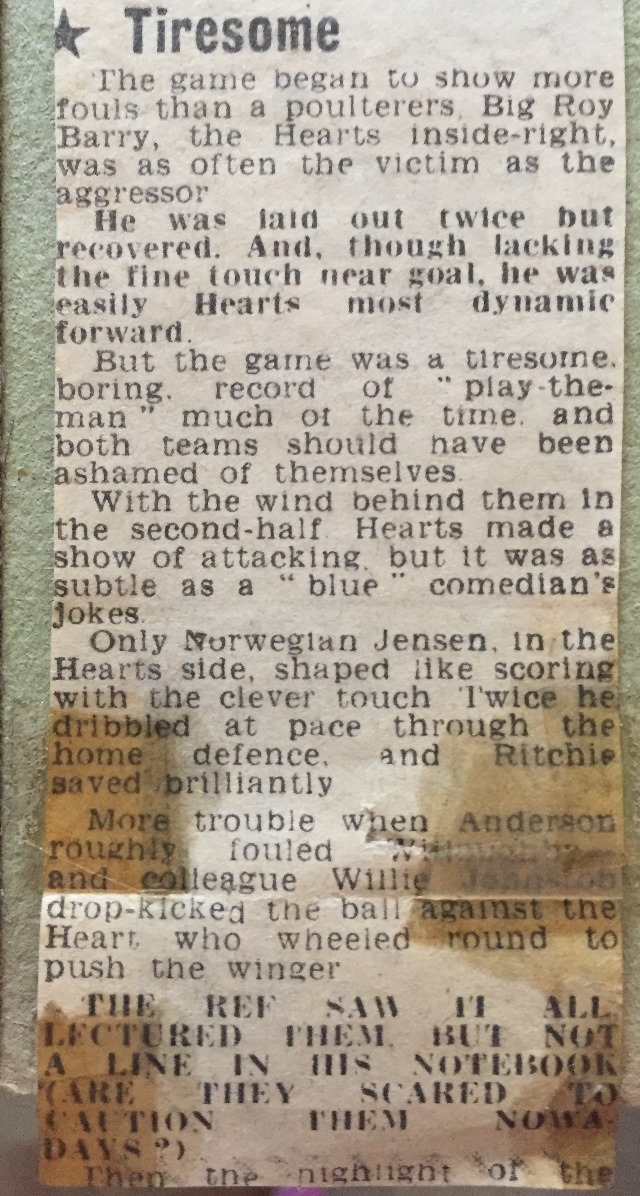 ★ Tiresome
The game began to show more
fouls than a poulterers. Big Roy
Barry, the Hearts inside-right,
was as often the victim as the
aggressor
He was laid out twice but
recovered. And, though lacking
the fine touch near goal, he was
easily Hearts most dynamic
forward.
But the game was a tiresome,
boring, record of " play-the-
man " much of the time, and
both teams should have been
ashamed of themselves.
With the wind behind them in
the second-half Hearts made a
show of attacking, but it was as
subtle as a " blue " comedian's
jokes.
Only Norwegian Jensen, in the
Hearts side, shaped like scoring
with the clever touch Twice he
dribbled at pace through the
home defence, and Ritchie
saved brilliantly
More trouble when Anderson
roughly fouled Willoughby
and colleague Willie Johnston
drop-kicked the ball against the
Heart who wheeled round to
push the winger
THE REF SAW IT ALL,
LECTURED THEM, BUT NOT
A LINE IN HIS NOTEBOOK
(ARE THEY SCARED TO
CAUTION THEM NOWA-
DAYS ?)
Then the highlight of the